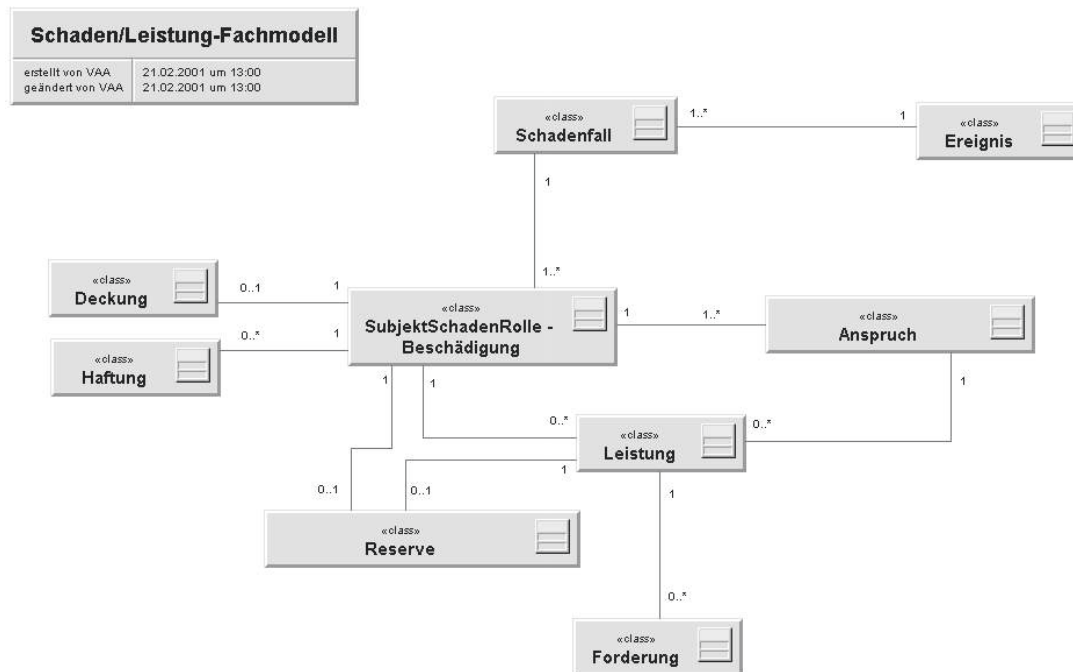 Schaden/Leistung-Fachmodell
erstellt von VAA 21.02.2001 um 13:00
geändert von VAA 21.02.2001 um 13:00
«class»
Schadenfall
1..*
1
«class»
Ereignis
1
1..*
«class»
Deckung
0..1
1
«class»
SubjektSchadenRolle -
Beschädigung
1
1..*
«class»
Anspruch
«class»
Haftung
0..*
1
1
1
1
0..*
«class»
Leistung
0..*
1
0..1
0..1
1
«class»
Reserve
0..*
«class»
Forderung